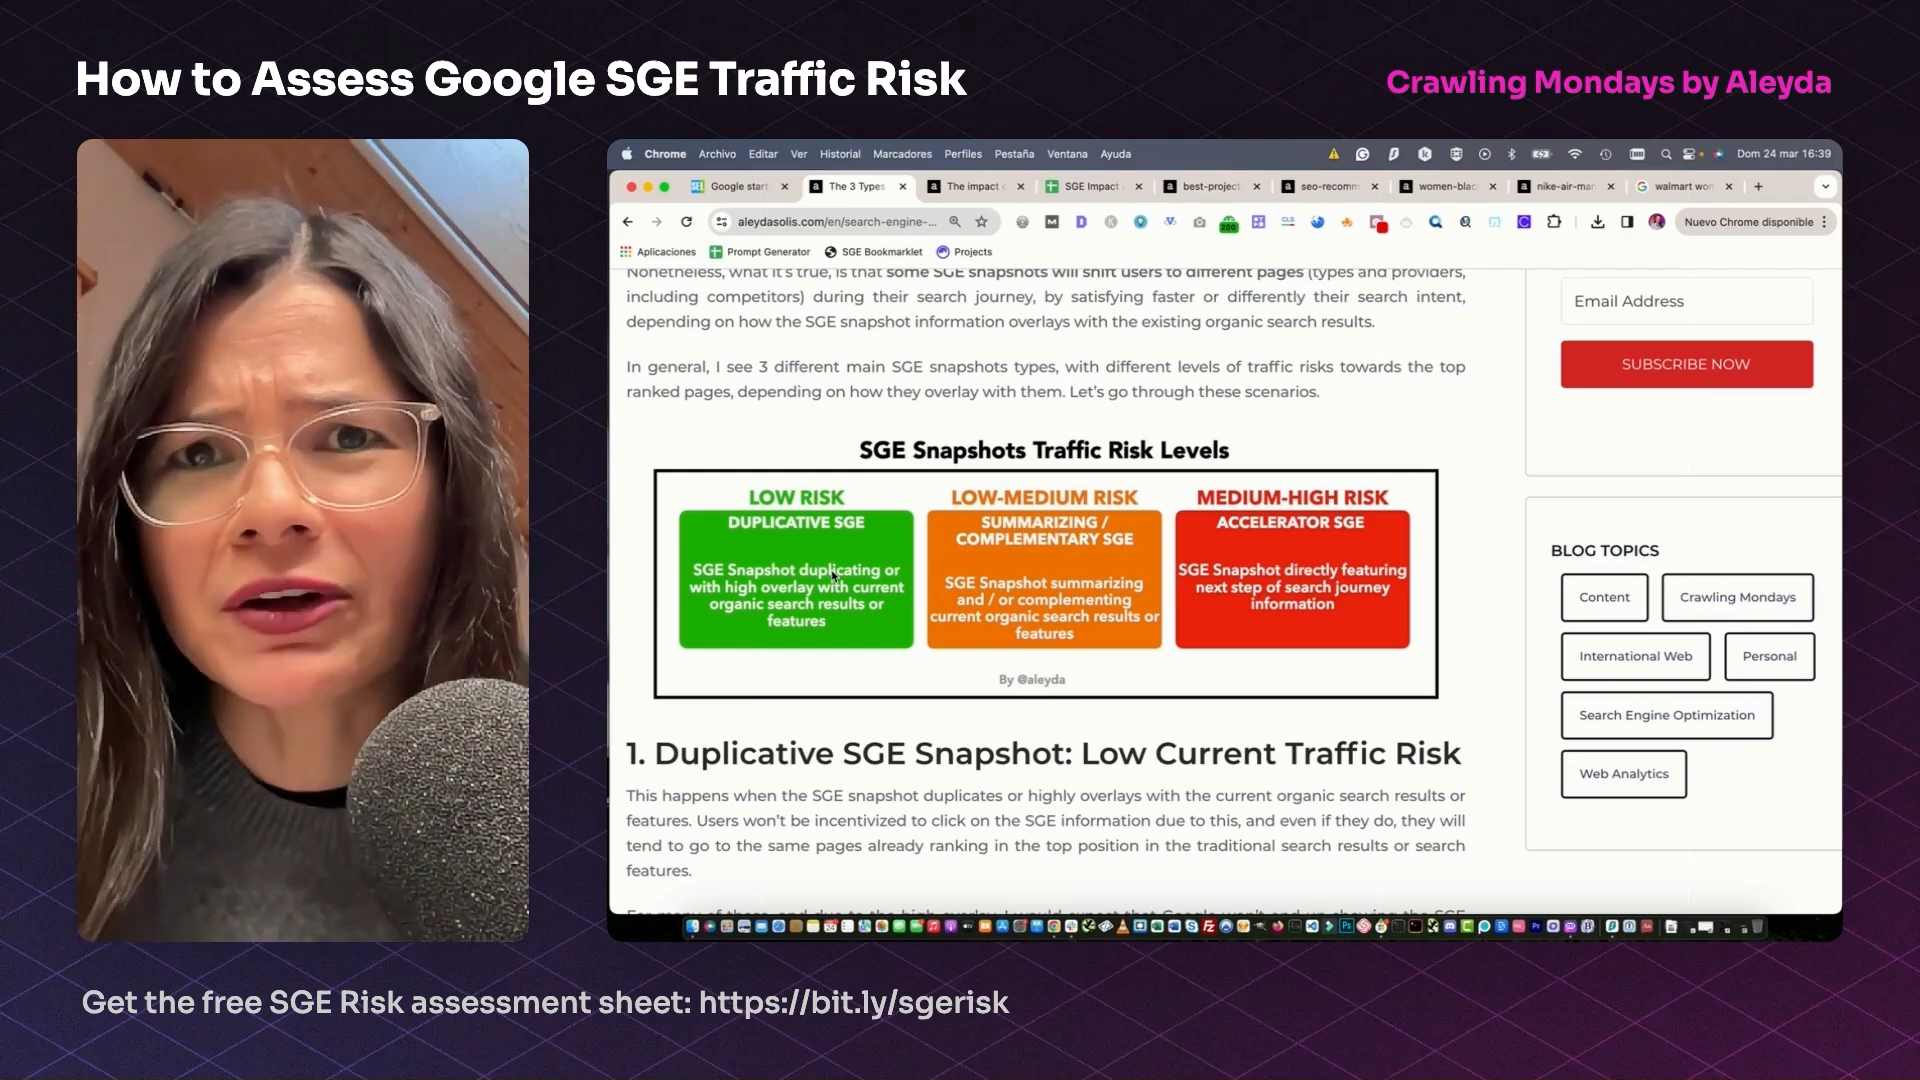 How to Assess Google SGE Traffic Risk
Crawling Mondays by Aleyda
Chrome Archivo Editar Ver Historial Marcadores Perfiles Pestaña Ventana Ayuda
Dom 24 mar 16:39
Google start
The 3 Types
The impact
SGE Impact
best-project
seo-recomm
women-blac
nike-air-man
walmart wom
aleydasolis.com/en/search-engine-...
Nuevo Chrome disponible
Aplicaciones Prompt Generator SGE Bookmarklet Projects
Nonetheless, what it's true, is that some SGE snapshots will shift users to different pages (types and providers,
including competitors) during their search journey, by satisfying faster or differently their search intent,
depending on how the SGE snapshot information overlays with the existing organic search results.
In general, I see 3 different main SGE snapshots types, with different levels of traffic risks towards the top
ranked pages, depending on how they overlay with them. Let's go through these scenarios.
SGE Snapshots Traffic Risk Levels
LOW RISK
DUPLICATIVE SGE
SGE Snapshot duplicating or
with high overlay with current
organic search results or
features
LOW-MEDIUM RISK
SUMMARIZING /
COMPLEMENTARY SGE
SGE Snapshot summarizing
and / or complementing
current organic search results or
features
MEDIUM-HIGH RISK
ACCELERATOR SGE
SGE Snapshot directly featuring
next step of search journey
information
By @aleyda
1. Duplicative SGE Snapshot: Low Current Traffic Risk
This happens when the SGE snapshot duplicates or highly overlays with the current organic search results or
features. Users won't be incentivized to click on the SGE information due to this, and even if they do, they will
tend to go to the same pages already ranking in the top position in the traditional search results or search
features.
Email Address
SUBSCRIBE NOW
BLOG TOPICS
Content
Crawling Mondays
International Web
Personal
Search Engine Optimization
Web Analytics
Get the free SGE Risk assessment sheet: https://bit.ly/sgerisk